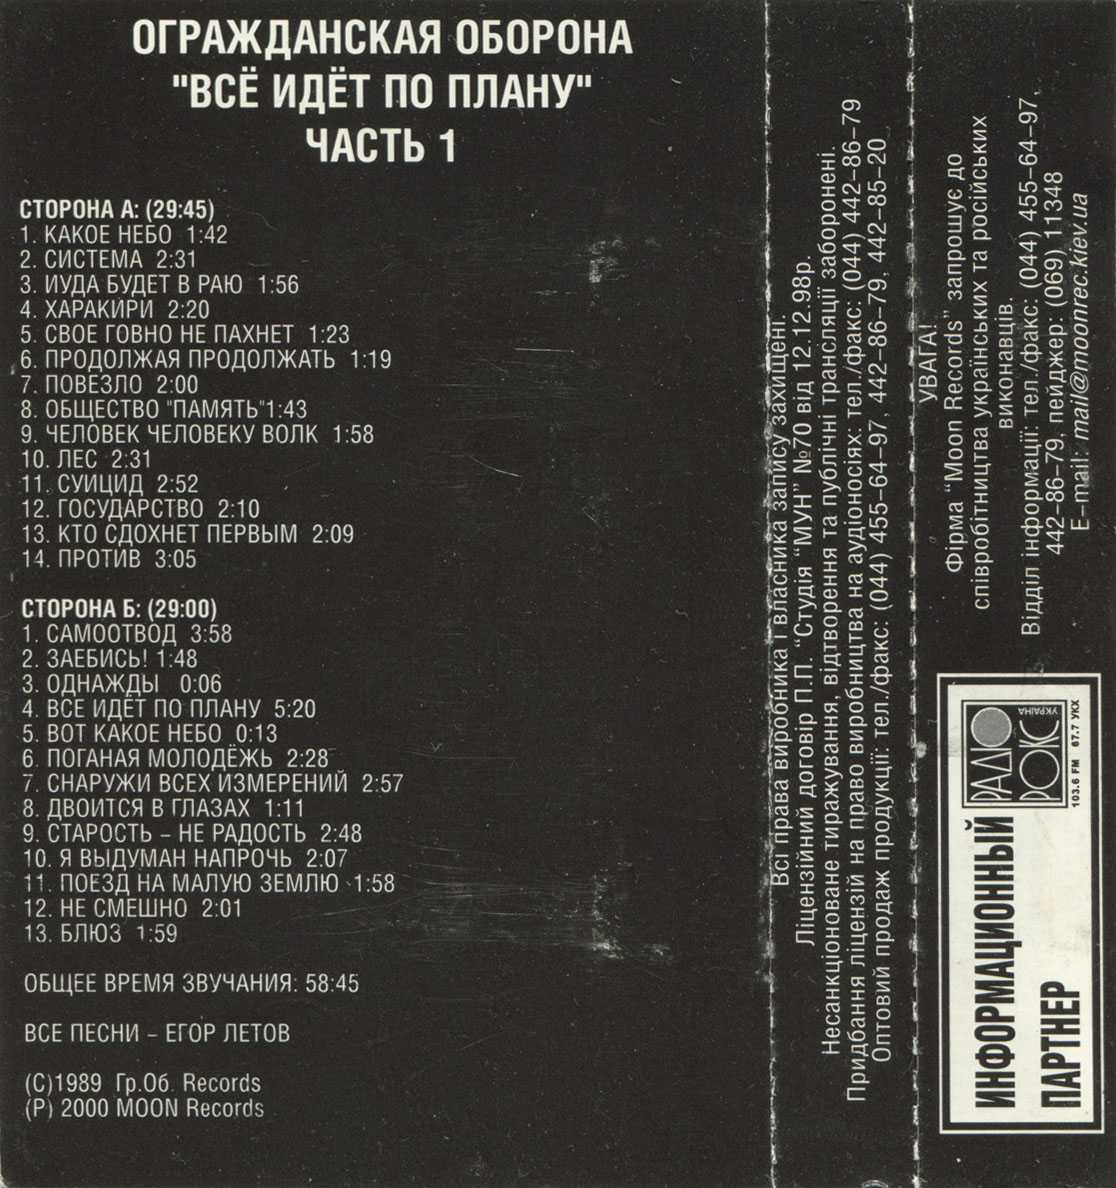 ОГРАЖДАНСКАЯ ОБОРОНА
"ВСЁ ИДЁТ ПО ПЛАНУ"
ЧАСТЬ 1
СТОРОНА А: (29:45)
1. КАКОЕ НЕБО 1:42
2. СИСТЕМА 2:31
3. ИУДА БУДЕТ В РАЮ 1:56
4. ХАРАКИРИ 2:20
5. СВОЕ ГОВНО НЕ ПАХНЕТ 1:23
6. ПРОДОЛЖАЯ ПРОДОЛЖАТЬ 1:19
7. ПОВЕЗЛО 2:00
8. ОБЩЕСТВО "ПАМЯТЬ"1:43
9. ЧЕЛОВЕК ЧЕЛОВЕКУ ВОЛК 1:58
10. ЛЕС 2:31
11. СУИЦИД 2:52
12. ГОСУДАРСТВО 2:10
13. КТО СДОХНЕТ ПЕРВЫМ 2:09
14. ПРОТИВ 3:05
СТОРОНА Б: (29:00)
1. САМООТВОД 3:58
2. ЗАЕБИСЬ! 1:48
3. ОДНАЖДЫ 0:06
4. ВСЕ ИДЁТ ПО ПЛАНУ 5:20
5. ВОТ КАКОЕ НЕБО 0:13
6. ПОГАНАЯ МОЛОДЁЖЬ 2:28
7. СНАРУЖИ ВСЕХ ИЗМЕРЕНИЙ 2:57
8. ДВОИТСЯ В ГЛАЗАХ 1:11
9. СТАРОСТЬ – НЕ РАДОСТЬ 2:48
10. Я ВЫДУМАН НАПРОЧЬ 2:07
11. ПОЕЗД НА МАЛУЮ ЗЕМЛЮ 1:58
12. НЕ СМЕШНО 2:01
13. БЛЮЗ 1:59
ОБЩЕЕ ВРЕМЯ ЗВУЧАНИЯ: 58:45
ВСЕ ПЕСНИ – ЕГОР ЛЕТОВ
(C)1989 Гр.Об. Records
(P) 2000 MOON Records
Всі права виробника і власника запису захищені.
Ліцензійний договір П.П. "Студія "МУН" №70 від 12.12.98р.
Несанкціоноване тиражування, відтворення та публічні трансляції заборонені.
Придбання ліцензій на право виробництва на аудіоносіях: тел./факс: (044) 442–86–79
Оптовий продаж продукції: тел./факс: (044) 455–64–97, 442–86–79, 442–85–20
УВАГА!
Фірма "Moon Records" запрошує до
співробітництва українських та російських
виконавців.
Відділ інформації: тел./факс: (044) 455–64–97,
442–86–79, пейджер: (069) 11348
E–mail: mail@moonrec.kiev.ua
ИНФОРМАЦИОННЫЙ
ПАРТНЕР
РАДІО
РОКС
УКРАЇНА
103.6 FM 67.7 УКХ